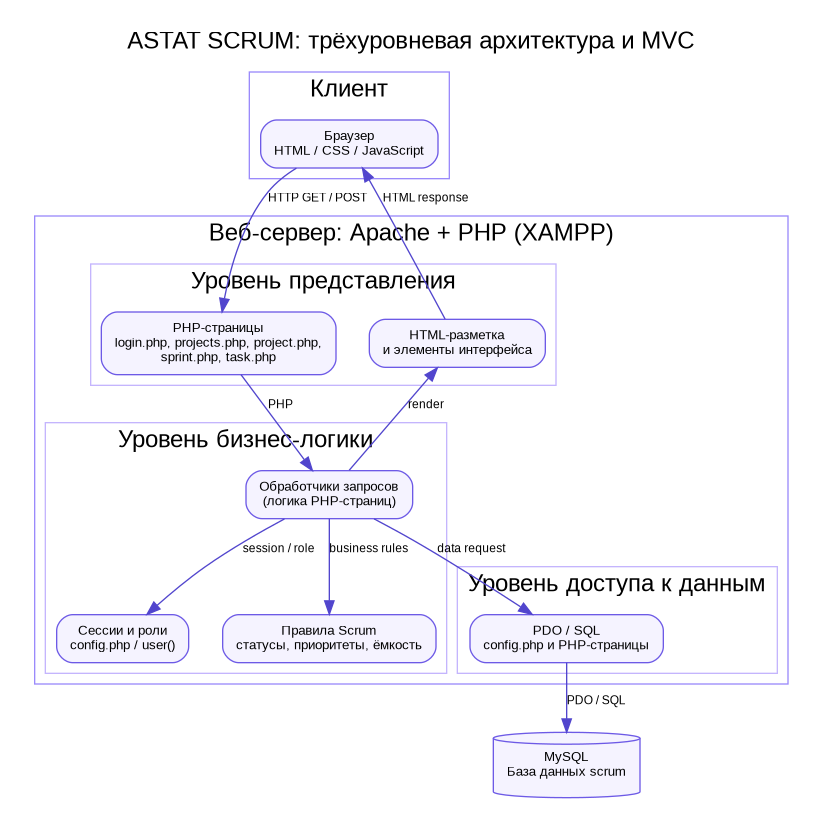 ASTAT SCRUM: трёхуровневая архитектура и MVC
Клиент
Браузер
HTML / CSS / JavaScript
HTTP GET / POST
HTML response
Веб-сервер: Apache + PHP (XAMPP)
Уровень представления
PHP-страницы
login.php, projects.php, project.php,
sprint.php, task.php
HTML-разметка
и элементы интерфейса
PHP
render
Уровень бизнес-логики
Обработчики запросов
(логика PHP-страниц)
session / role
business rules
data request
Уровень доступа к данным
Сессии и роли
config.php / user()
Правила Scrum
статусы, приоритеты, ёмкость
PDO / SQL
config.php и PHP-страницы
PDO / SQL
MySQL
База данных scrum